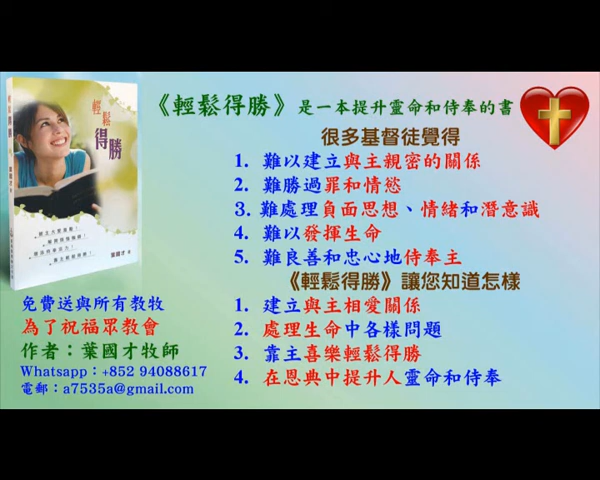 輕鬆
得勝
葉國才 著
《輕鬆得勝》是一本提升靈命和侍奉的書
很多基督徒覺得
1. 難以建立與主親密的關係
2. 難勝過罪和情慾
3. 難處理負面思想、情緒和潛意識
4. 難以發揮生命
5. 難良善和忠心地侍奉主
《輕鬆得勝》讓您知道怎樣
1. 建立與主相愛關係
2. 處理生命中各樣問題
3. 靠主喜樂輕鬆得勝
4. 在恩典中提升人靈命和侍奉
免費送與所有教牧
為了祝福眾教會
作者：葉國才牧師
Whatsapp：+852 94088617
電郵：a7535a@gmail.com